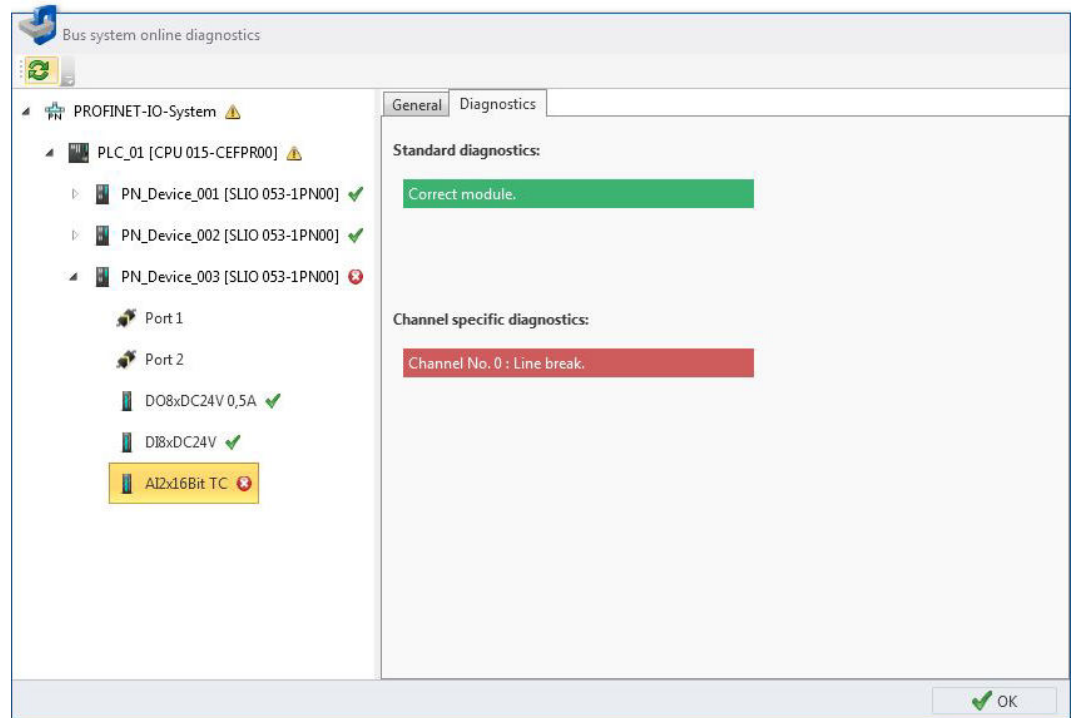 Bus system online diagnostics
PROFINET-IO-System
PN
PLC_01 [CPU 015-CEFPR00]
PN_Device_001 [SLIO 053-1PN00]
PN_Device_002 [SLIO 053-1PN00]
PN_Device_003 [SLIO 053-1PN00]
Port 1
Port 2
DO8xDC24V 0,5A
DI8xDC24V
AI2x16Bit TC
General
Diagnostics
Standard diagnostics:
Correct module.
Channel specific diagnostics:
Channel No. 0 : Line break.
OK